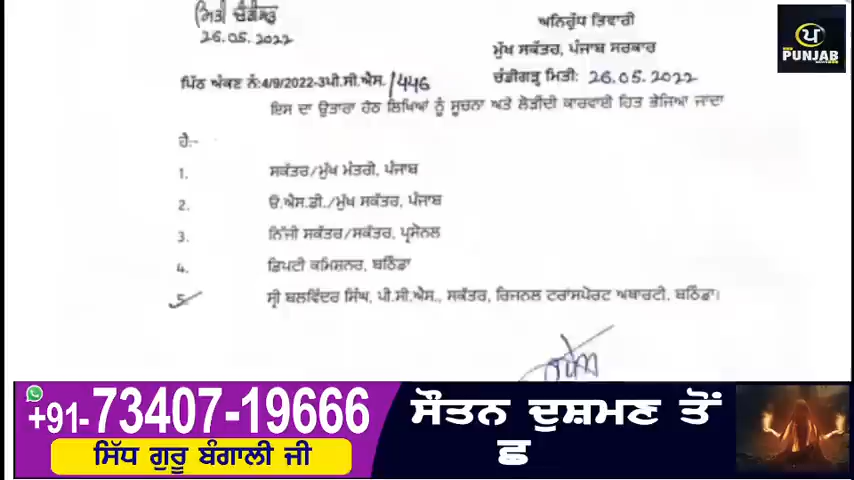 ਮਿਤੀ ਚੰਡੀਗੜ੍ਹ
26.05.2022
ਅਨਿਰੁੱਧ ਤਿਵਾਰੀ
ਮੁੱਖ ਸਕੱਤਰ, ਪੰਜਾਬ ਸਰਕਾਰ
ਪਿੱਠ ਅੰਕਣ ਨੰ:4/9/2022-3ਪੀ.ਸੀ.ਐਸ./446
ਚੰਡੀਗੜ੍ਹ ਮਿਤੀ: 26.05.2022
ਇਸ ਦਾ ਉਤਾਰਾ ਹੇਠ ਲਿਖਿਆਂ ਨੂੰ ਸੂਚਨਾ ਅਤੇ ਲੋੜੀਂਦੀ ਕਾਰਵਾਈ ਹਿਤ ਭੇਜਿਆ ਜਾਂਦਾ
ਹੈ:-
1. ਸਕੱਤਰ/ਮੁੱਖ ਮੰਤਰੀ, ਪੰਜਾਬ
2. ਓ.ਐਸ.ਡੀ./ਮੁੱਖ ਸਕੱਤਰ, ਪੰਜਾਬ
3. ਨਿੱਜੀ ਸਕੱਤਰ/ਸਕੱਤਰ, ਪ੍ਰਸੋਨਲ
4. ਡਿਪਟੀ ਕਮਿਸ਼ਨਰ, ਬਠਿੰਡਾ
5. ਸ੍ਰੀ ਬਲਵਿੰਦਰ ਸਿੰਘ, ਪੀ.ਸੀ.ਐਸ., ਸਕੱਤਰ, ਰਿਜਨਲ ਟਰਾਂਸਪੋਰਟ ਅਥਾਰਟੀ, ਬਠਿੰਡਾ।
ਪ
PUNJAB
+91-73407-19666
ਸਿੱਧ ਗੁਰੂ ਬੰਗਾਲੀ ਜੀ
ਸੌਤਨ ਦੁਸ਼ਮਣ ਤੋਂ
ਛ